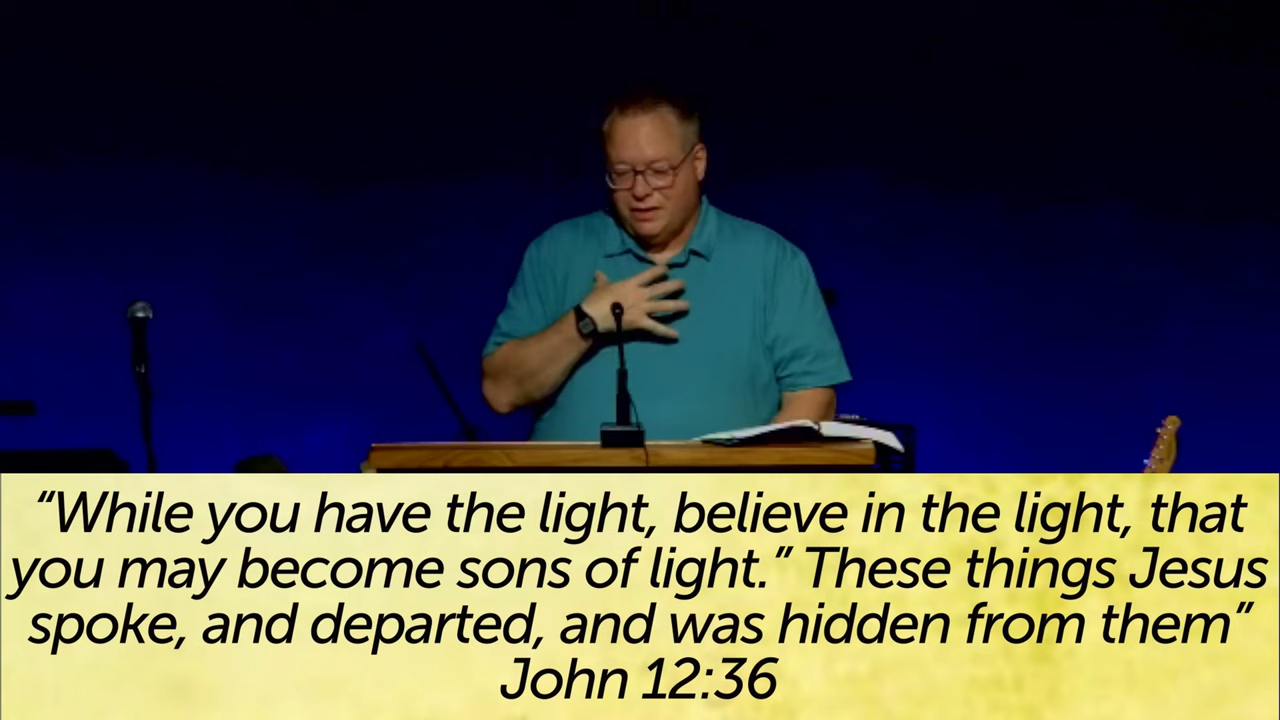 “While you have the light, believe in the light, that
you may become sons of light.” These things Jesus
spoke, and departed, and was hidden from them”
John 12:36